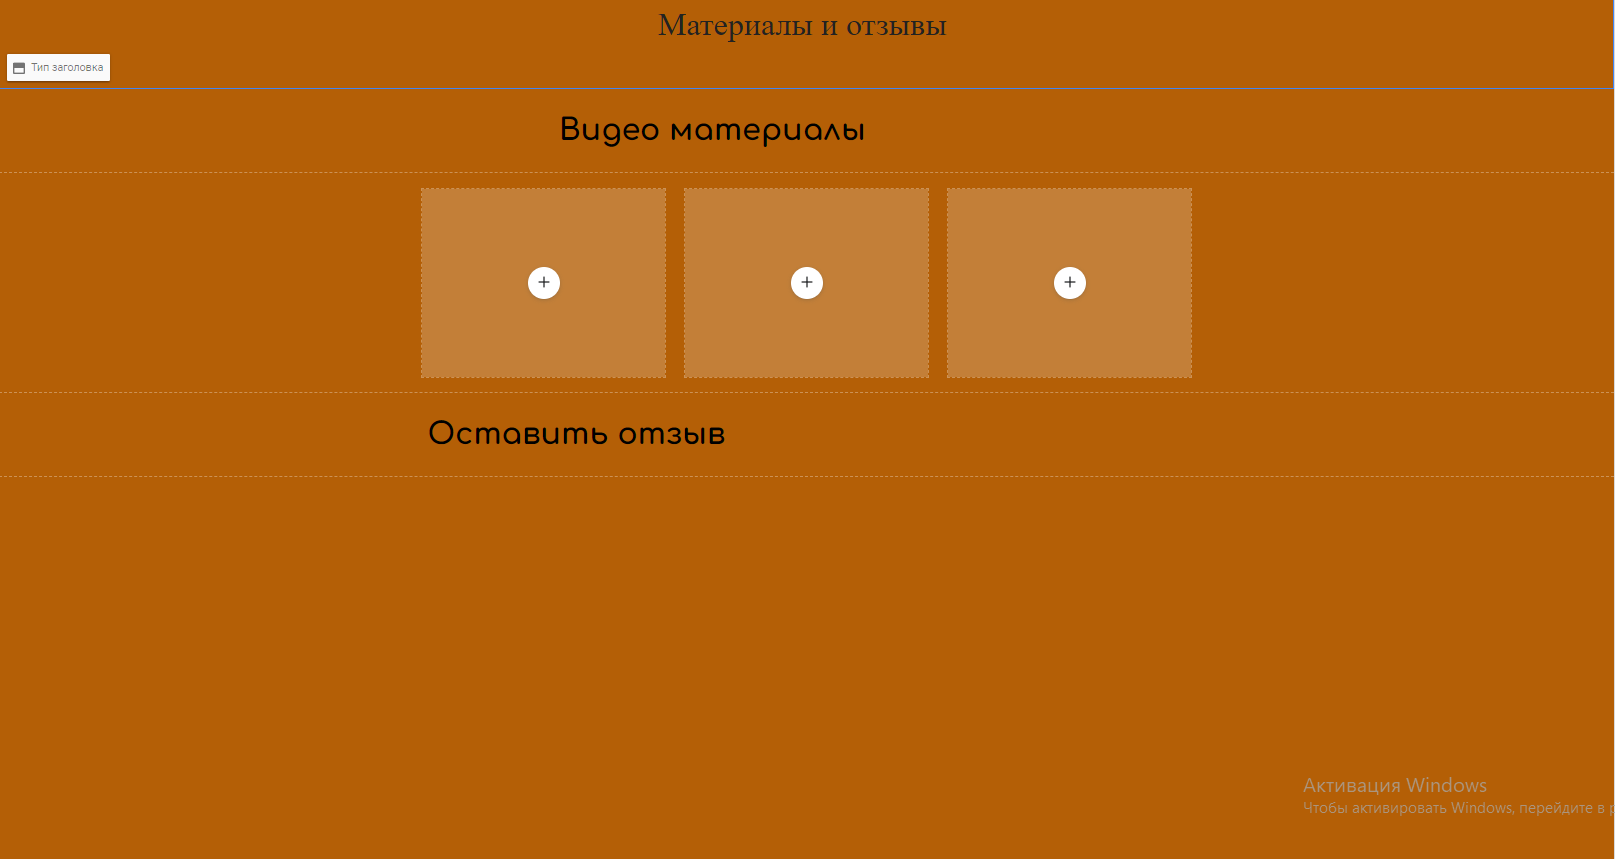 Материалы и отзывы
Тип заголовка
Видео материалы
Оставить отзыв
Активация Windows
Чтобы активировать Windows, перейдите в